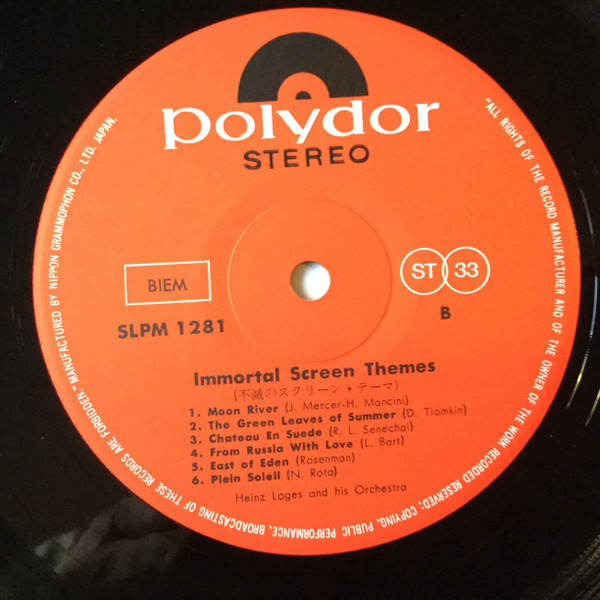 polydor
STEREO
BIEM
ST 33
SLPM 1281
B
Immortal Screen Themes
(不滅のスクリーン・テーマ)
1. Moon River (J. Mercer-H. Mancini)
2. The Green Leaves of Summer (D. Tiomkin)
3. Chateau En Suede (R. L. Senechal)
4. From Russia With Love (L. Bart)
5. East of Eden (Rosenman)
6. Plein Soleil (N. Rota)
Heinz Loges and his Orchestra
"ALL RIGHTS OF THE RECORD MANUFACTURER AND OF THE OWNER OF THE WORK RECORDED RESERVED; COPYING, PUBLIC PERFORMANCE, BROADCASTING OF THESE RECORDS ARE FORBIDDEN." MANUFACTURED BY NIPPON GRAMMOPHON CO., LTD. JAPAN.